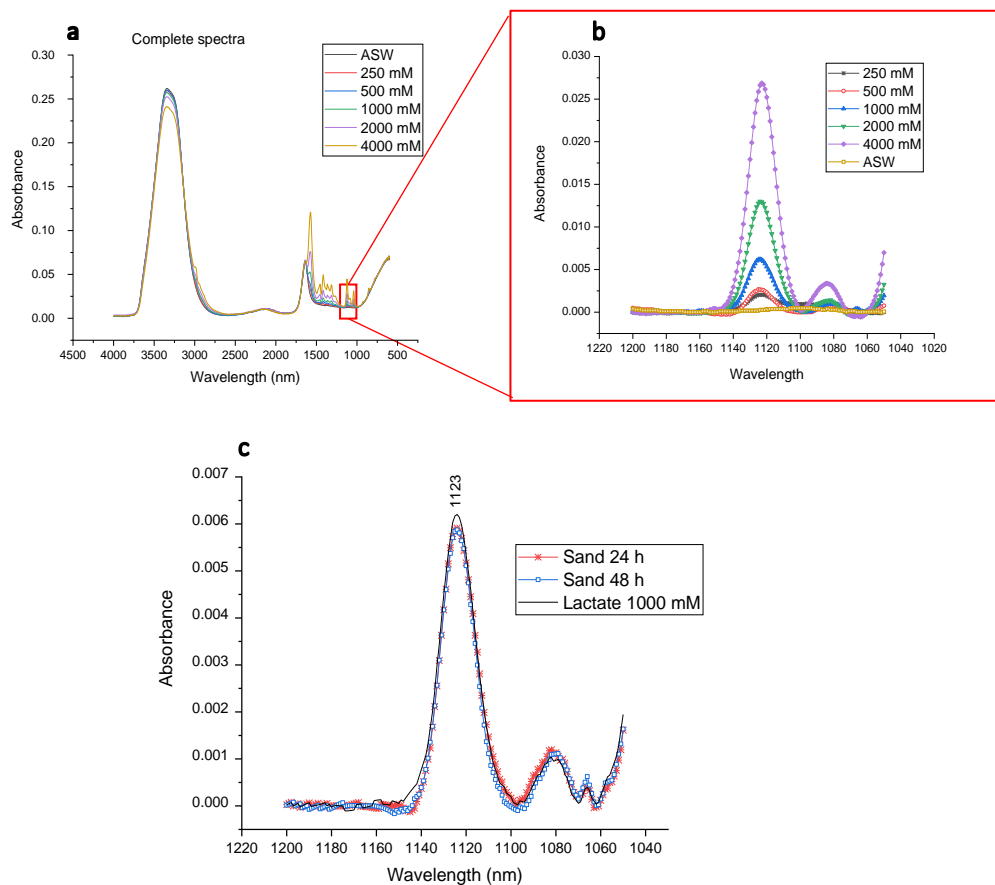 a
Complete spectra
ASW
250 mM
500 mM
1000 mM
2000 mM
4000 mM
0.30
0.25
0.20
0.15
0.10
0.05
0.00
Absorbance
4500 4000 3500 3000 2500 2000 1500 1000 500
Wavelength (nm)
b
250 mM
500 mM
1000 mM
2000 mM
4000 mM
ASW
0.030
0.025
0.020
0.015
0.010
0.005
0.000
Absorbance
1220 1200 1180 1160 1140 1120 1100 1080 1060 1040 1020
Wavelength
c
1123
Sand 24 h
Sand 48 h
Lactate 1000 mM
0.007
0.006
0.005
0.004
0.003
0.002
0.001
0.000
Absorbance
1220 1200 1180 1160 1140 1120 1100 1080 1060 1040
Wavelength (nm)